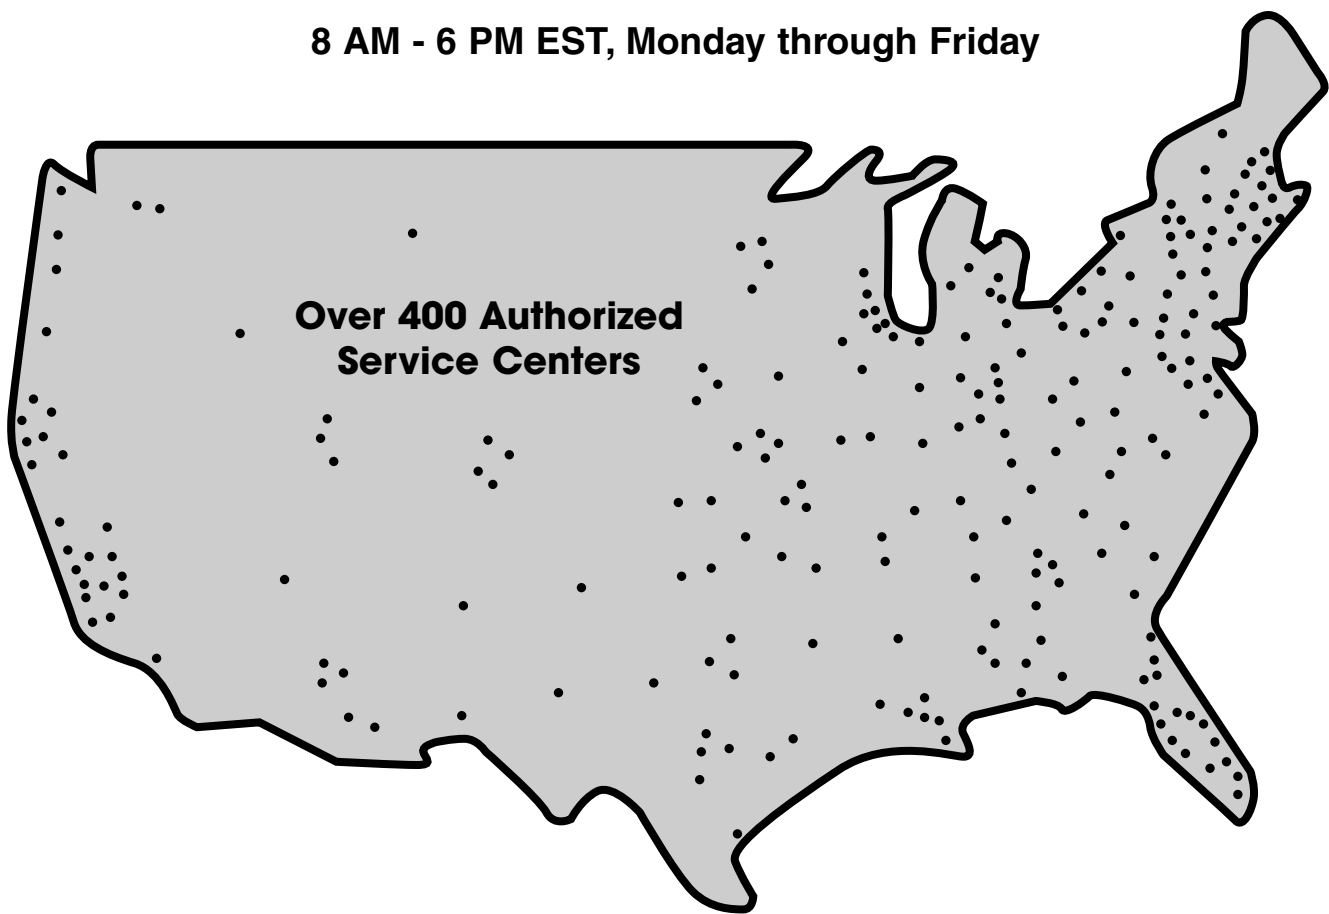 8 AM - 6 PM EST, Monday through Friday
Over 400 Authorized
Service Centers